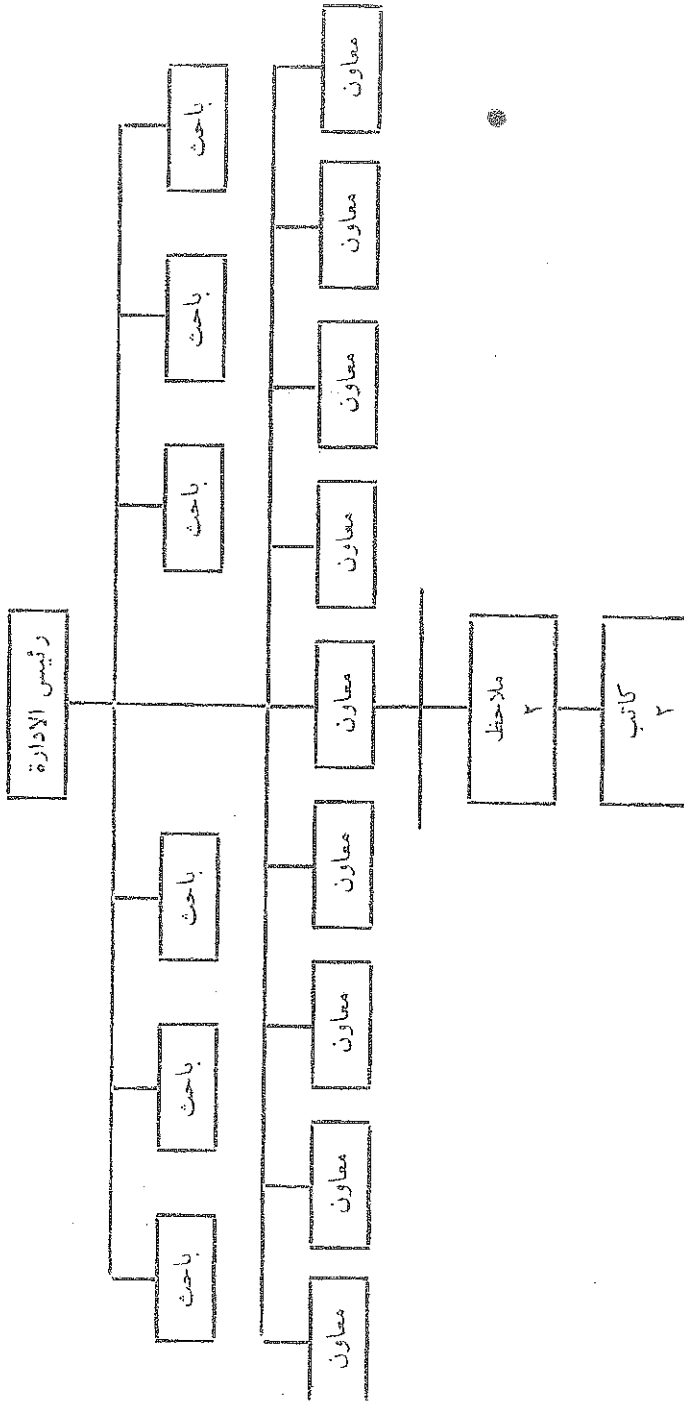 رئيس الادارة
باحث
باحث
باحث
باحث
باحث
باحث
معاون
معاون
معاون
معاون
معاون
معاون
معاون
معاون
معاون
ملاحظ
٢
كاتب
٢